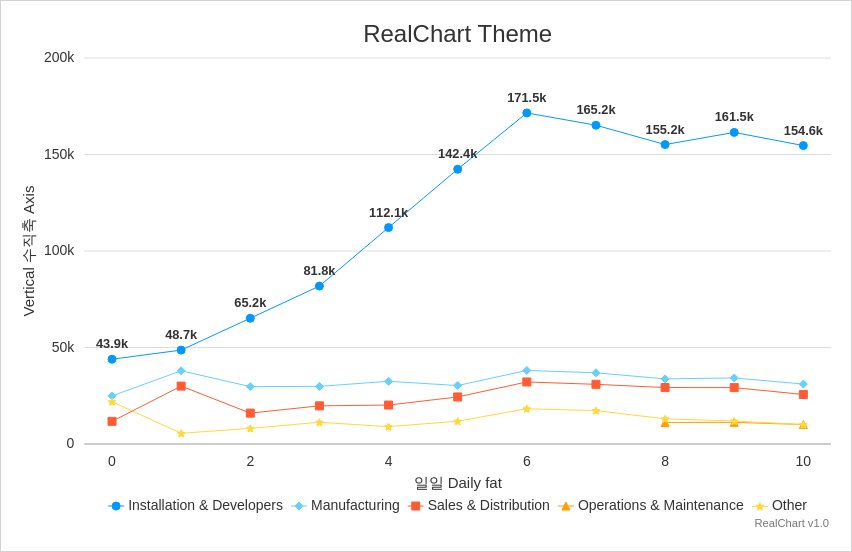 RealChart Theme
200k
150k
100k
50k
0
Vertical 수직축 Axis
43.9k
48.7k
65.2k
81.8k
112.1k
142.4k
171.5k
165.2k
155.2k
161.5k
154.6k
0 2 4 6 8 10
일일 Daily fat
Installation & Developers Manufacturing Sales & Distribution Operations & Maintenance Other
RealChart v1.0